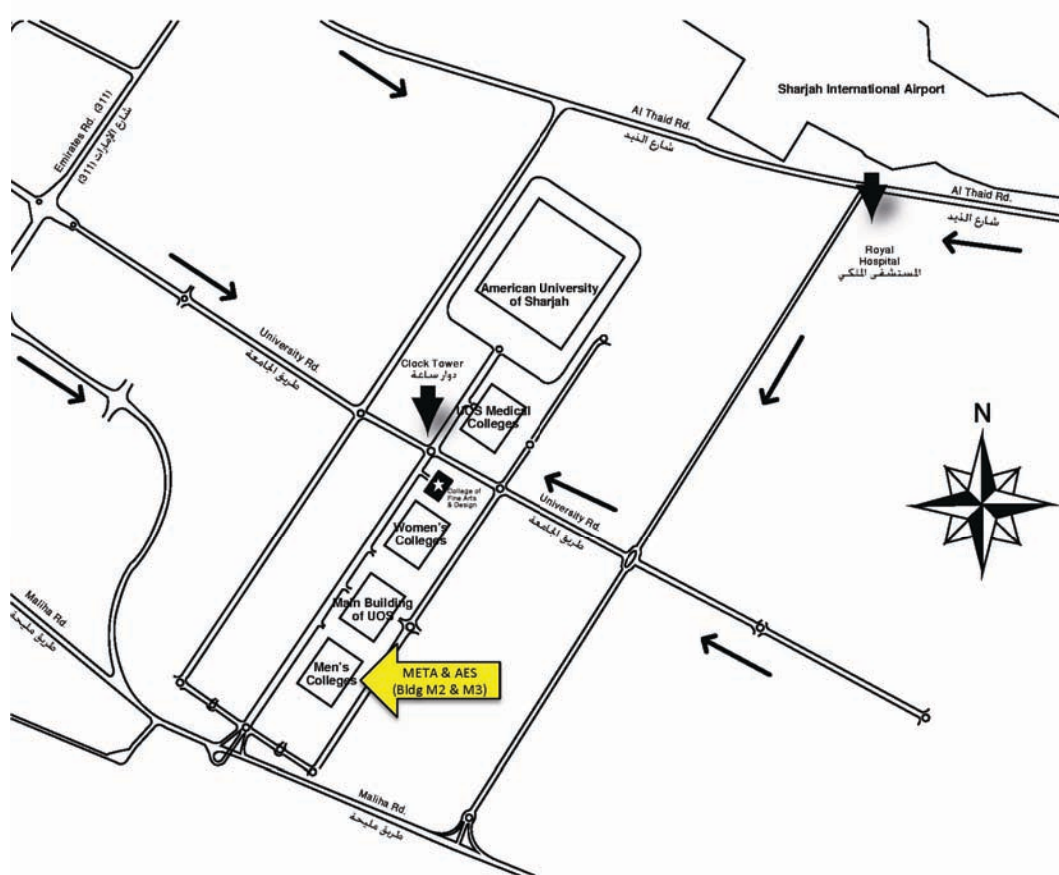 Sharjah International Airport
Al Thaid Rd.
شارع الذيد
Emirates Rd. (311)
شارع الإمارات (311)
Al Thaid Rd.
شارع الذيد
Royal
Hospital
المستشفى الملكي
American University
of Sharjah
University Rd.
طريق الجامعة
Clock Tower
دوار ساعة
UOS Medical
Colleges
N
College of
Fine Arts
& Design
University Rd.
طريق الجامعة
Women's
Colleges
Maliha Rd.
طريق مليحة
Main Building
of UOS
Men's
Colleges
META & AES
(Bldg M2 & M3)
Maliha Rd.
طريق مليحة